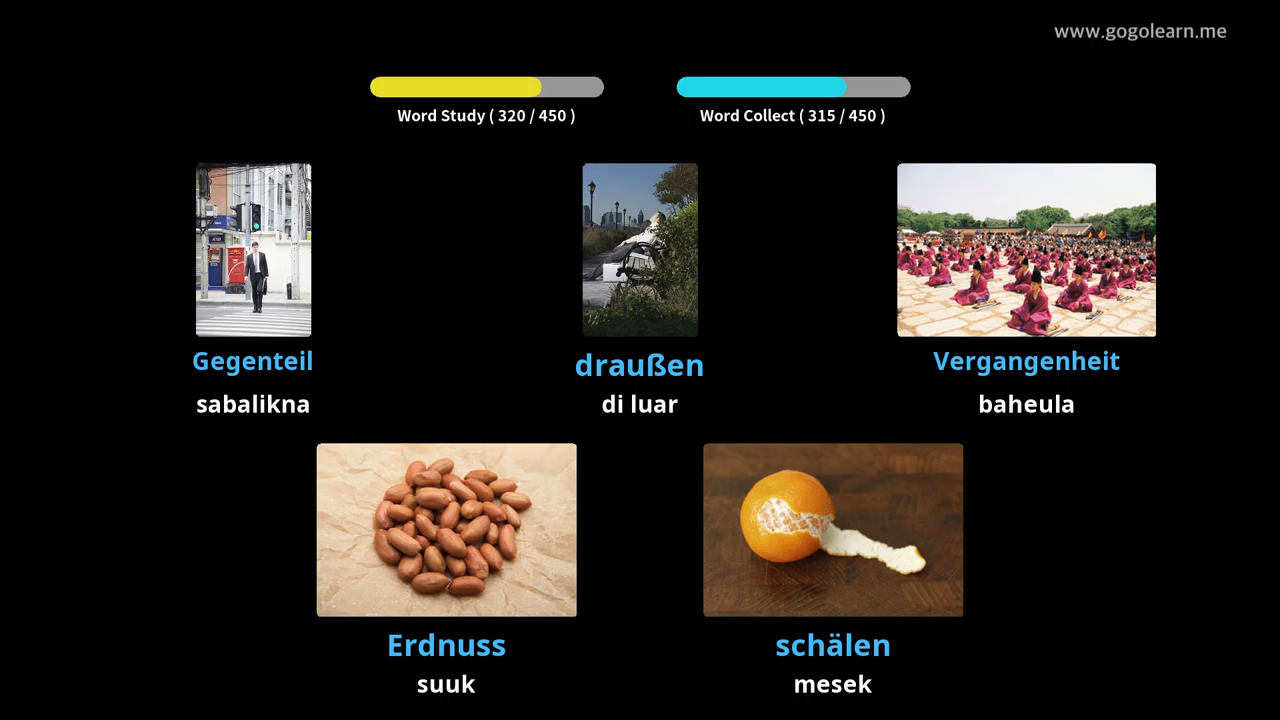 www.gogolearn.me
Word Study ( 320 / 450 )
Word Collect ( 315 / 450 )
Gegenteil
sabalikna
draußen
di luar
Vergangenheit
baheula
Erdnuss
suuk
schälen
mesek